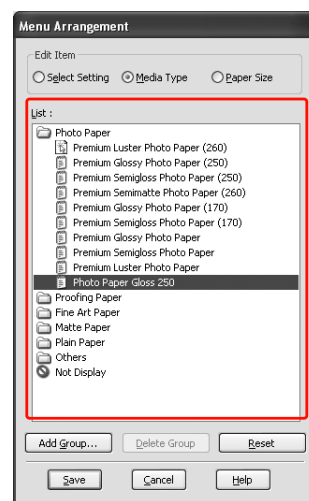 Menu Arrangement
Edit Item
Select Setting Media Type Paper Size
List :
Photo Paper
Premium Luster Photo Paper (260)
Premium Glossy Photo Paper (250)
Premium Semigloss Photo Paper (250)
Premium Semimatte Photo Paper (260)
Premium Glossy Photo Paper (170)
Premium Semigloss Photo Paper (170)
Premium Glossy Photo Paper
Premium Semigloss Photo Paper
Premium Luster Photo Paper
Photo Paper Gloss 250
Proofing Paper
Fine Art Paper
Matte Paper
Plain Paper
Others
Not Display
Add Group... Delete Group Reset
Save Cancel Help